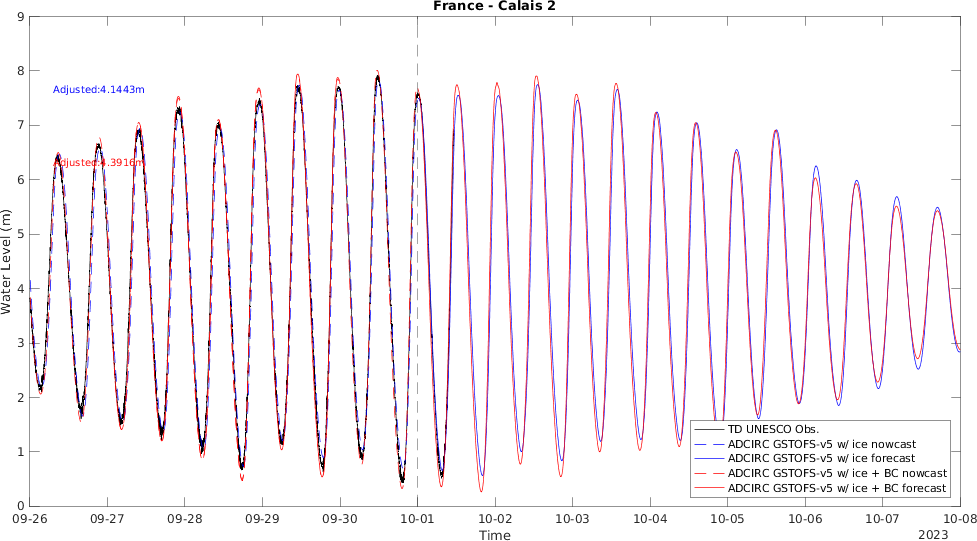 France - Calais 2
9
8
7
6
5
4
3
2
1
0
Water Level (m)
Adjusted:4.1443m
Adjusted:4.3916m
TD UNESCO Obs.
ADCIRC GSTOFS-v5 w/ ice nowcast
ADCIRC GSTOFS-v5 w/ ice forecast
ADCIRC GSTOFS-v5 w/ ice + BC nowcast
ADCIRC GSTOFS-v5 w/ ice + BC forecast
09-26 09-27 09-28 09-29 09-30 10-01 10-02 10-03 10-04 10-05 10-06 10-07 10-08
Time
2023